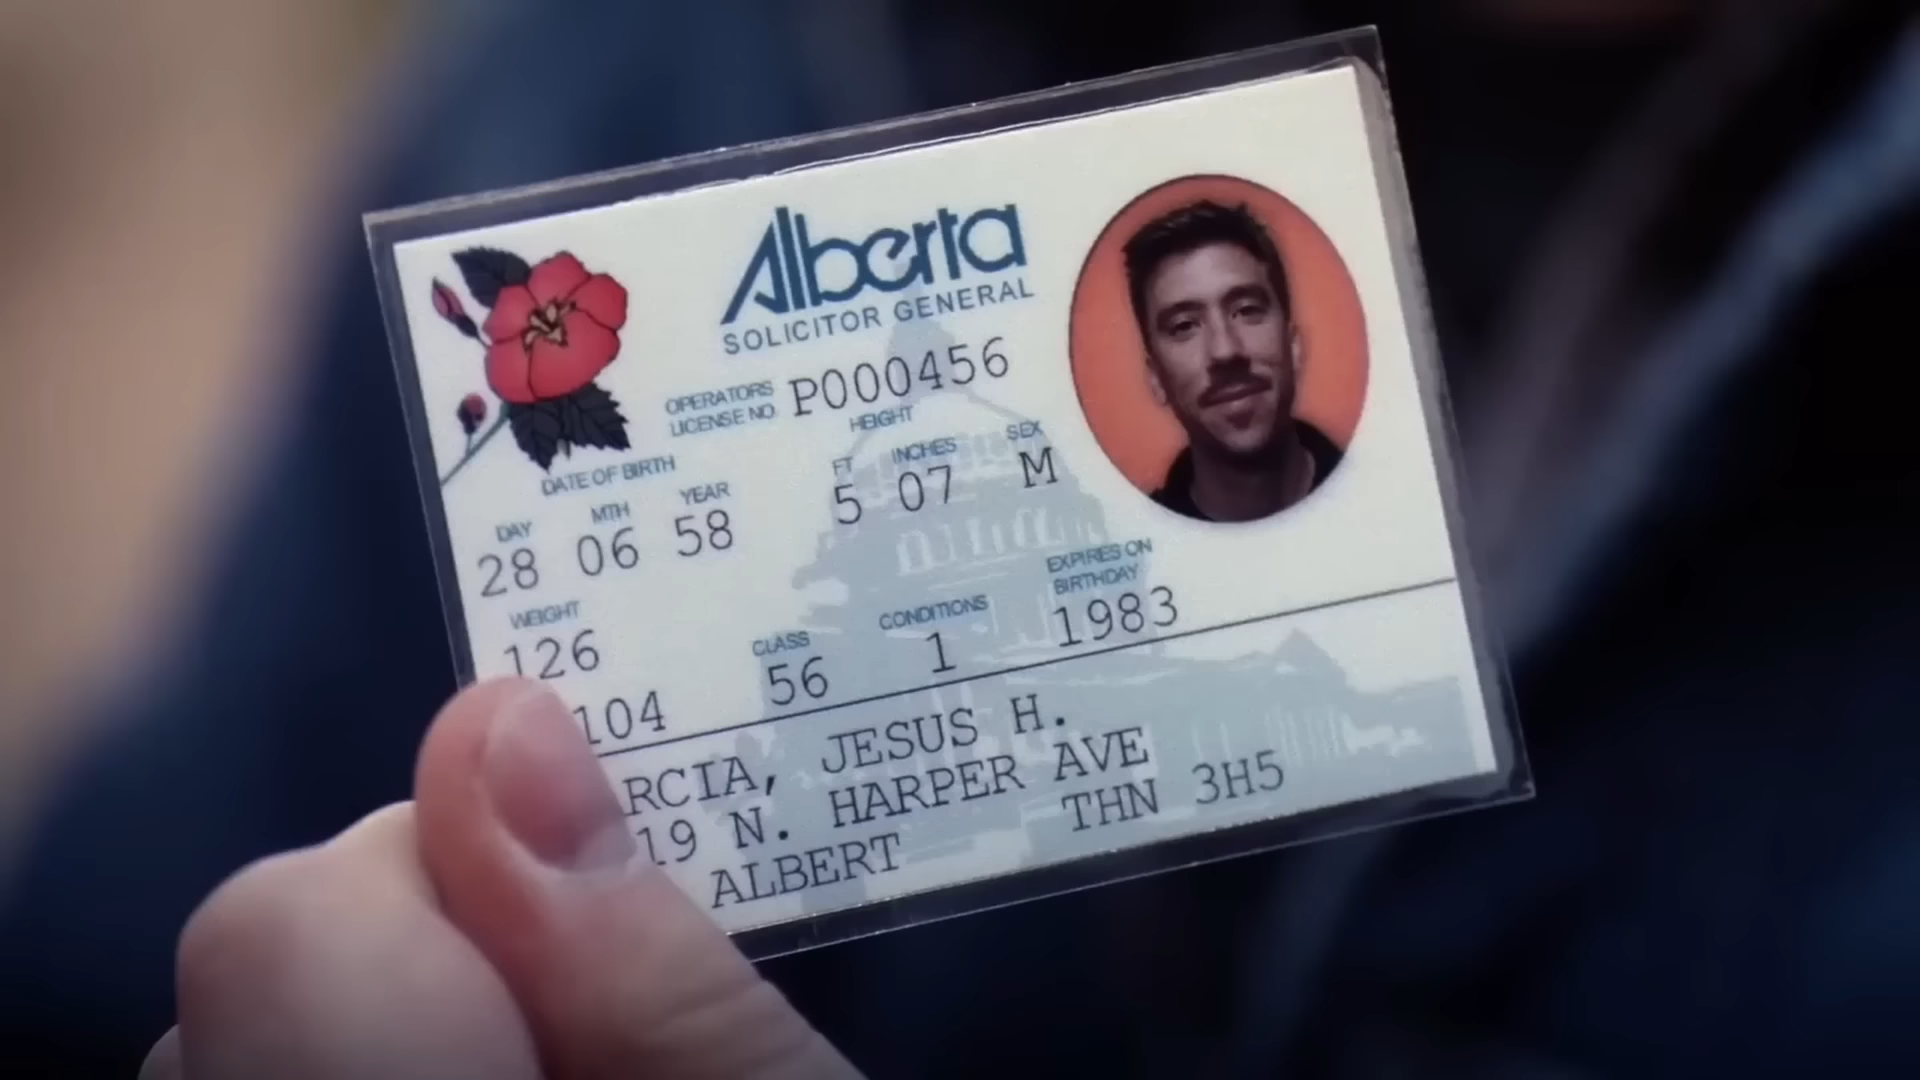 Alberta
SOLICITOR GENERAL
OPERATORS
LICENSE NO. P000456
HEIGHT
FT INCHES SEX
5 07 M
DATE OF BIRTH
DAY MTH YEAR
28 06 58
WEIGHT
126
104
CLASS
56
CONDITIONS
1
EXPIRES ON
BIRTHDAY
1983
RCIA, JESUS H.
19 N. HARPER AVE
ALBERT THN 3H5